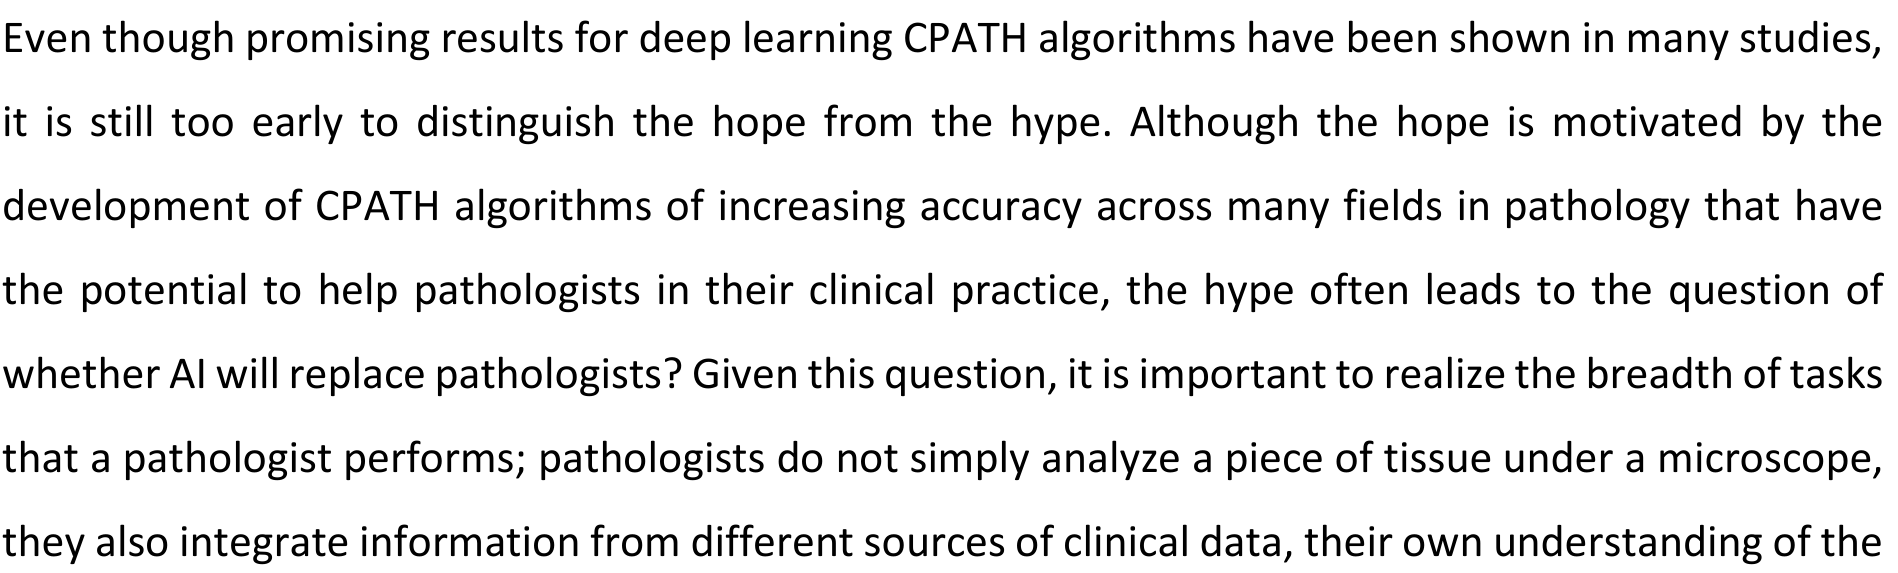 Even though promising results for deep learning CPATH algorithms have been shown in many studies,
it is still too early to distinguish the hope from the hype. Although the hope is motivated by the
development of CPATH algorithms of increasing accuracy across many fields in pathology that have
the potential to help pathologists in their clinical practice, the hype often leads to the question of
whether AI will replace pathologists? Given this question, it is important to realize the breadth of tasks
that a pathologist performs; pathologists do not simply analyze a piece of tissue under a microscope,
they also integrate information from different sources of clinical data, their own understanding of the